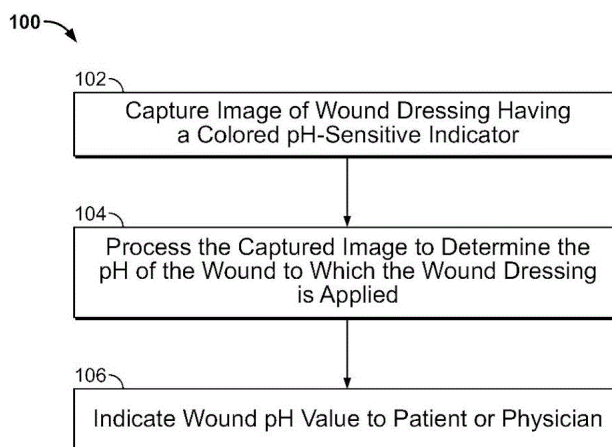 100
102
Capture Image of Wound Dressing Having
a Colored pH-Sensitive Indicator
104
Process the Captured Image to Determine the
pH of the Wound to Which the Wound Dressing
is Applied
106
Indicate Wound pH Value to Patient or Physician